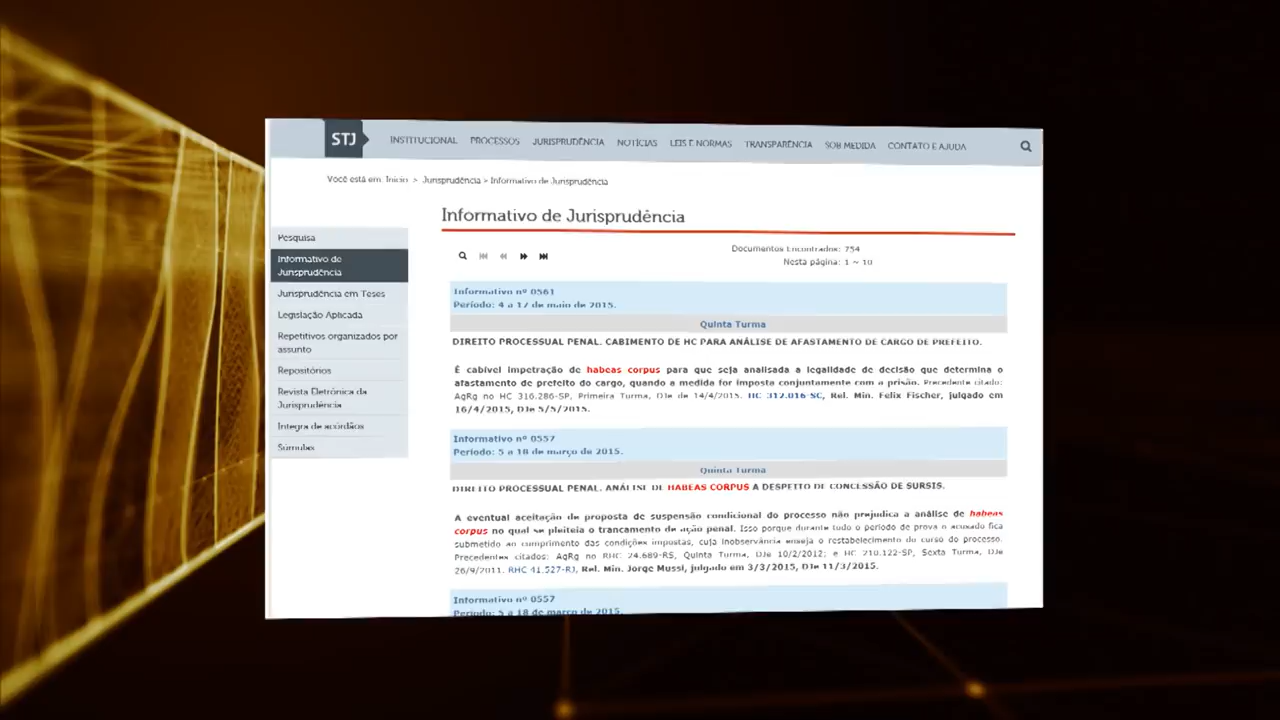 STJ INSTITUCIONAL PROCESSOS JURISPRUDÊNCIA NOTÍCIAS LEIS E NORMAS TRANSPARÊNCIA SOB MEDIDA CONTATO E AJUDA
Você está em: Início > Jurisprudência > Informativo de Jurisprudência
Informativo de Jurisprudência
Pesquisa
Informativo de
Jurisprudência
Jurisprudência em Teses
Legislação Aplicada
Repetitivos organizados por
assunto
Repositórios
Revista Eletrônica da
Jurisprudência
Íntegra de acórdãos
Súmulas
Documentos Encontrados: 754
Nesta página: 1 ~ 10
Informativo nº 0561
Período: 4 a 17 de maio de 2015.
Quinta Turma
DIREITO PROCESSUAL PENAL. CABIMENTO DE HC PARA ANÁLISE DE AFASTAMENTO DE CARGO DE PREFEITO.
É cabível impetração de habeas corpus para que seja analisada a legalidade de decisão que determina o
afastamento de prefeito do cargo, quando a medida for imposta conjuntamente com a prisão. Precedente citado:
AgRg no HC 316.286-SP, Primeira Turma, DJe de 14/4/2015. HC 312.016-SC, Rel. Min. Felix Fischer, julgado em
16/4/2015, DJe 5/5/2015.
Informativo nº 0557
Período: 5 a 18 de março de 2015.
Quinta Turma
DIREITO PROCESSUAL PENAL. ANÁLISE DE HABEAS CORPUS A DESPEITO DE CONCESSÃO DE SURSIS.
A eventual aceitação de proposta de suspensão condicional do processo não prejudica a análise de habeas
corpus no qual se pleiteia o trancamento de ação penal. Isso porque durante todo o período de prova o acusado fica
submetido ao cumprimento das condições impostas, cuja inobservância enseja o restabelecimento do curso do processo.
Precedentes citados: AgRg no RHC 24.689-RS, Quinta Turma, DJe 10/2/2012; e HC 210.122-SP, Sexta Turma, DJe
26/9/2011. RHC 41.527-RJ, Rel. Min. Jorge Mussi, julgado em 3/3/2015, DJe 11/3/2015.
Informativo nº 0557
Período: 5 a 18 de março de 2015.